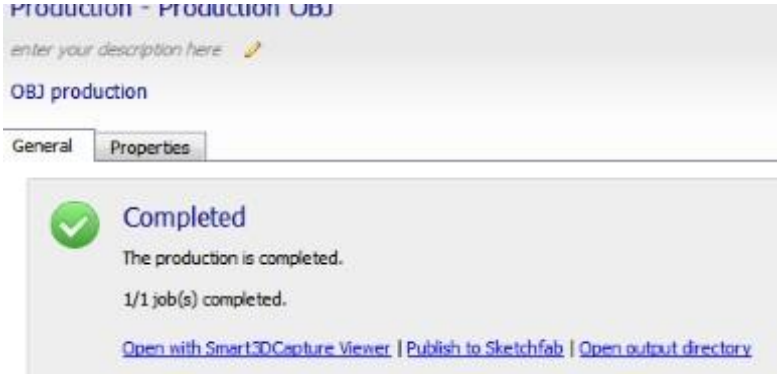 Production - Production OBJ
enter your description here
OBJ production
General Properties
Completed
The production is completed.
1/1 job(s) completed.
Open with Smart3DCapture Viewer | Publish to Sketchfab | Open output directory